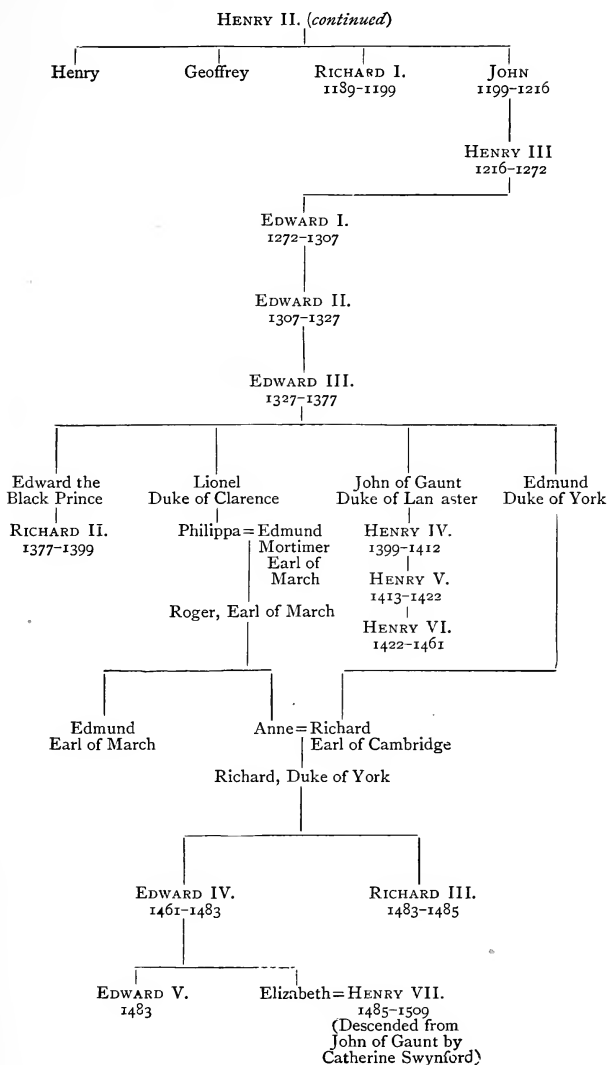 HENRY II. (continued)
Henry Geoffrey RICHARD I. JOHN
1189-1199 1199-1216
HENRY III
1216-1272
EDWARD I.
1272-1307
EDWARD II.
1307-1327
EDWARD III.
1327-1377
Edward the Lionel John of Gaunt Edmund
Black Prince Duke of Clarence Duke of Lan aster Duke of York
RICHARD II. Philippa = Edmund HENRY IV.
1377-1399 Mortimer 1399-1412
Earl of
March HENRY V.
1413-1422
Roger, Earl of March
HENRY VI.
1422-1461
Edmund Anne = Richard
Earl of March Earl of Cambridge
Richard, Duke of York
EDWARD IV. RICHARD III.
1461-1483 1483-1485
EDWARD V. Elizabeth = HENRY VII.
1483 1485-1509
(Descended from
John of Gaunt by
Catherine Swynford)